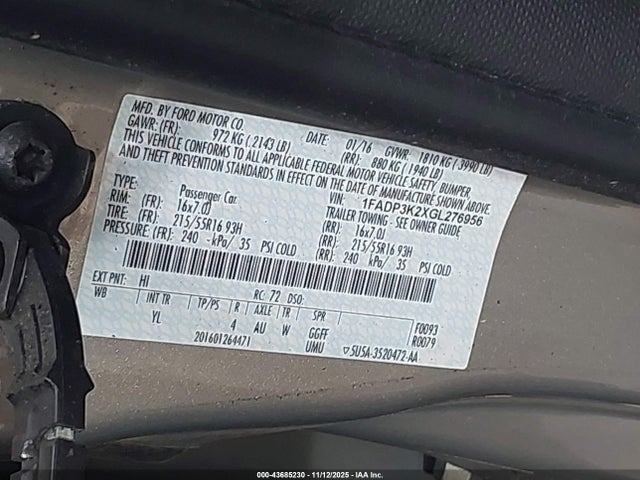 MFD. BY FORD MOTOR CO.
DATE: 01/16 GVWR: 1810 KG (3990 LB)
GAWR: (FR): 972 KG (2143 LB) (RR): 880 KG (1940 LB)
THIS VEHICLE CONFORMS TO ALL APPLICABLE FEDERAL MOTOR VEHICLE SAFETY, BUMPER,
AND THEFT PREVENTION STANDARDS IN EFFECT ON THE DATE OF MANUFACTURE SHOWN ABOVE.
VIN: 1FADP3K2XGL276956
TYPE: Passenger Car TRAILER TOWING - SEE OWNER GUIDE
RIM: (FR): 16x7.0J (RR): 16x7.0J
TIRE: (FR): 215/55R16 93H (RR): 215/55R16 93H
PRESSURE: (FR): 240 -kPa/ 35 PSI COLD (RR): 240 kPa/ 35 PSI COLD
EXT PNT: HI RC: 72 DSO:
WB INT TR TP/PS R AXLE TR SPR F0093
YL 4 AU W GGFF R0079
201601264471 UMU ▽5U5A-3520472-AA
000-43685230 - 11/12/2025 - IAA Inc.